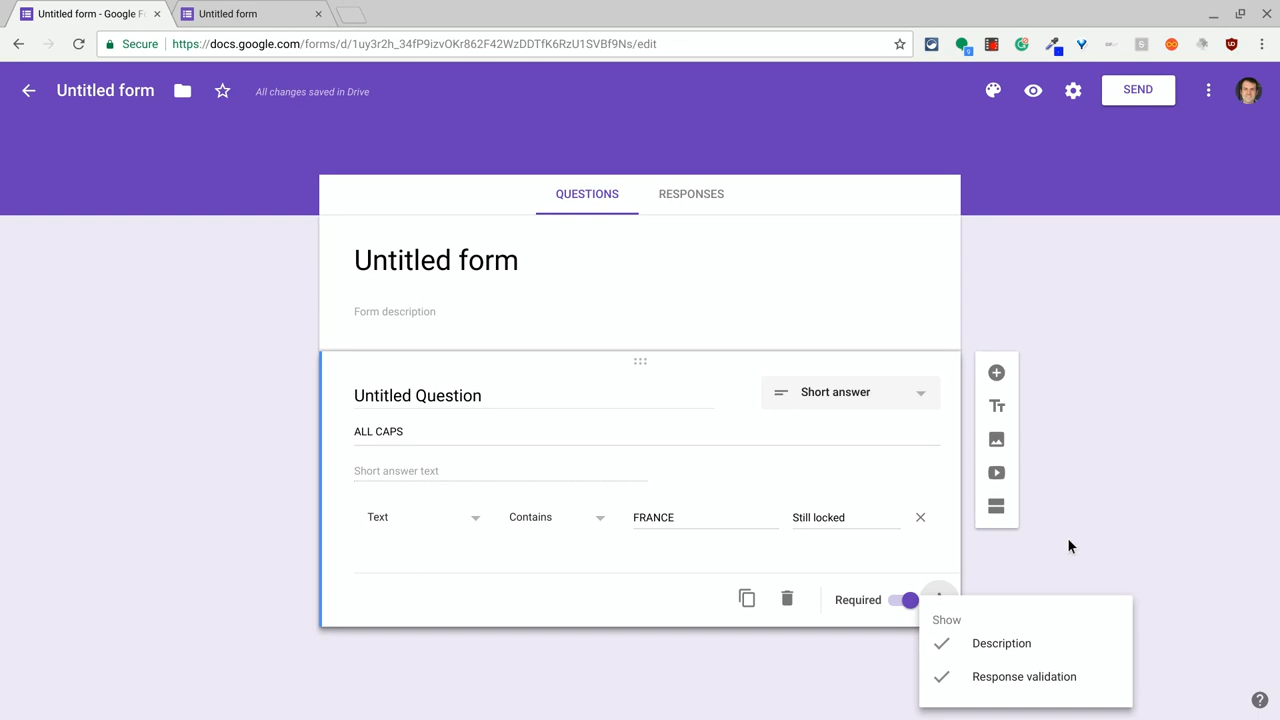 Untitled form - Google Fo
Untitled form
Secure
https://docs.google.com/forms/d/1uy3r2h_34fP9izvOKr862F42WzDDTfK6RzU1SVBf9Ns/edit
Untitled form
All changes saved in Drive
SEND
QUESTIONS
RESPONSES
Untitled form
Form description
Untitled Question
Short answer
ALL CAPS
Short answer text
Text
Contains
FRANCE
Still locked
Required
Show
Description
Response validation